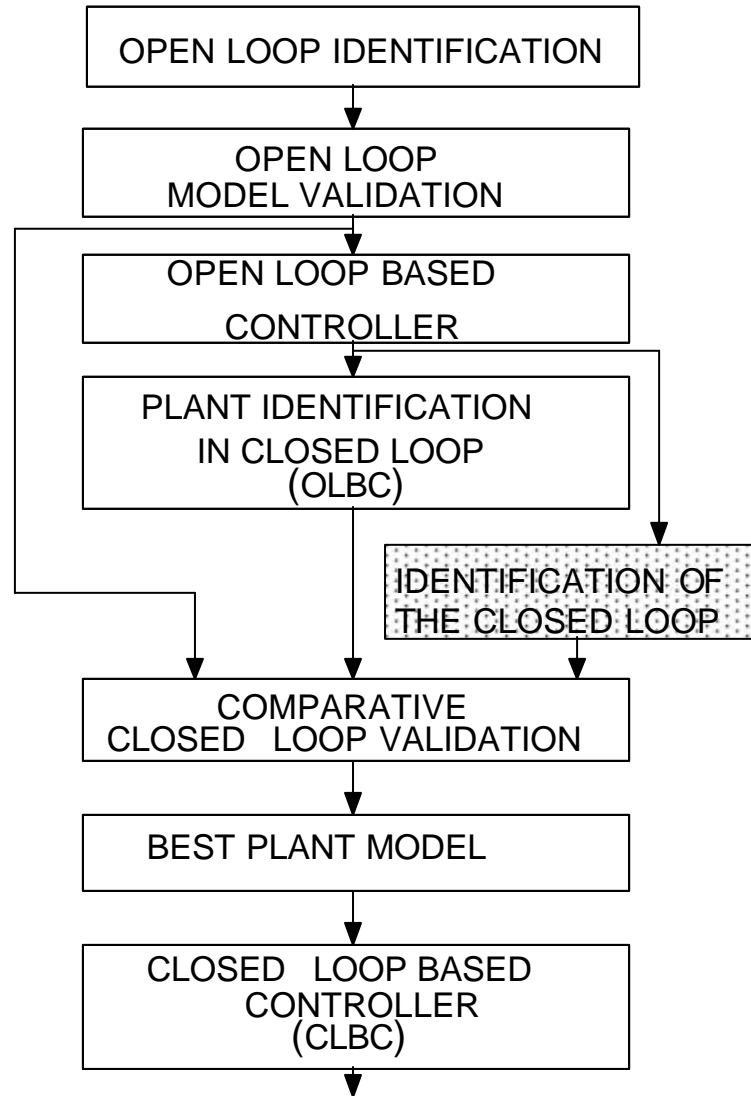 OPEN LOOP IDENTIFICATION
OPEN LOOP
MODEL VALIDATION
OPEN LOOP BASED
CONTROLLER
PLANT IDENTIFICATION
IN CLOSED LOOP
(OLBC)
IDENTIFICATION OF
THE CLOSED LOOP
COMPARATIVE
CLOSED LOOP VALIDATION
BEST PLANT MODEL
CLOSED LOOP BASED
CONTROLLER
(CLBC)